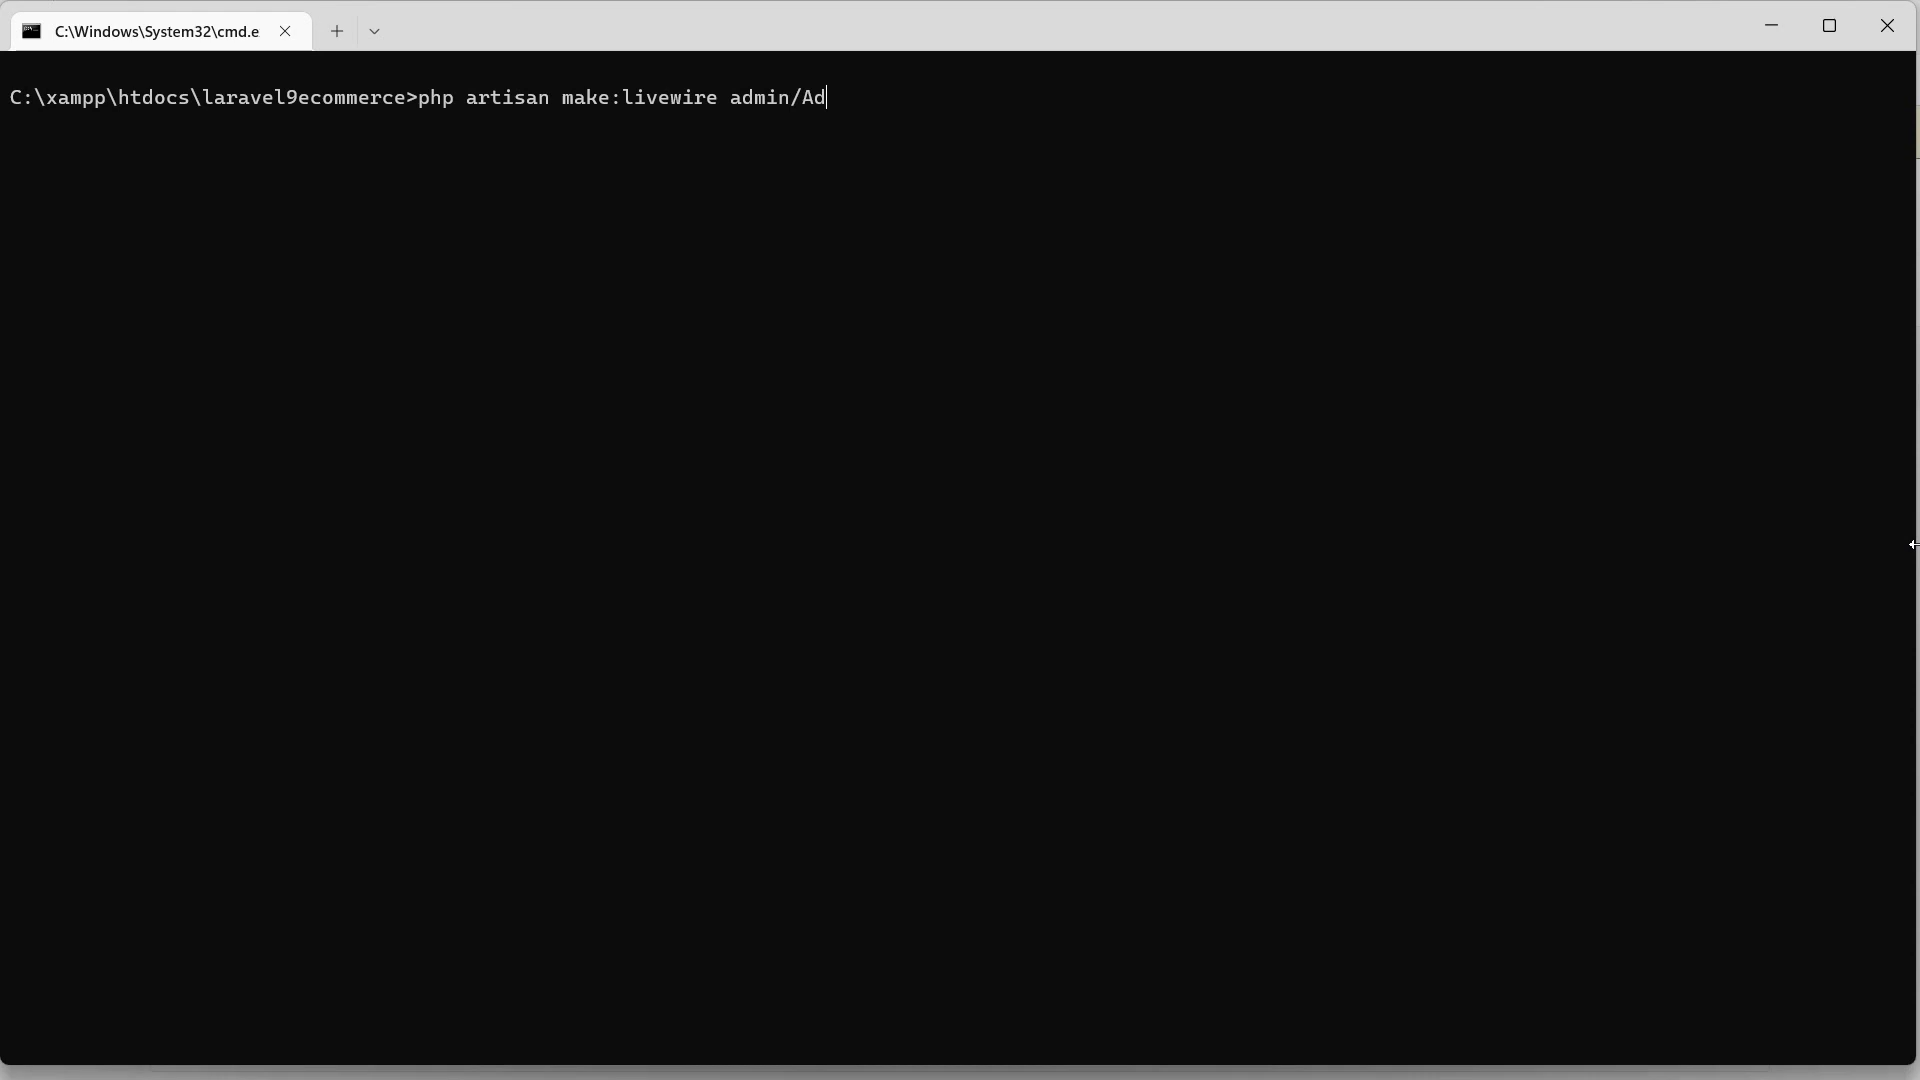 C:\Windows\System32\cmd.e
C:\xampp\htdocs\laravel9ecommerce>php artisan make:livewire admin/Ad